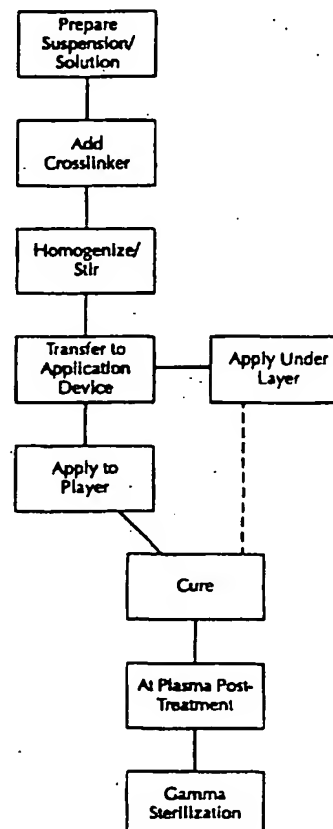 Prepare
Suspension/
Solution
Add
Crosslinker
Homogenize/
Stir
Transfer to
Application
Device
Apply Under
Layer
Apply to
Player
Cure
At Plasma Post-
Treatment
Gamma
Sterilization